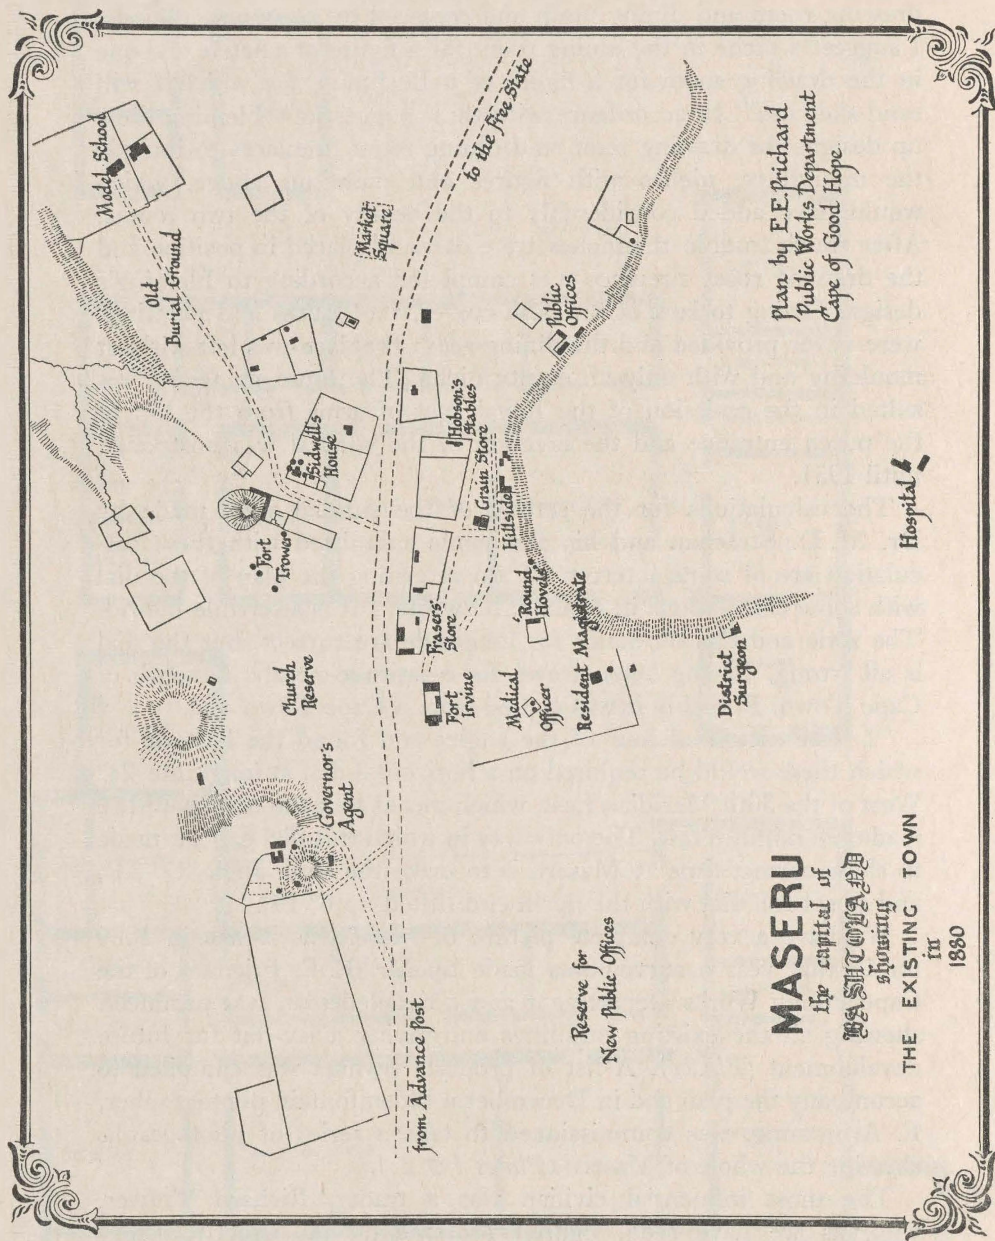 Model School
Old
Burial Ground
to the Free State
Market
Square
Sidwell's
House
Fort
Trower
Church
Reserve
Governor's
Agent
Hobson's
Stables
Public
Offices
Grain Store
Hillside
Fraser's
Store
Fort
Irvine
"Round
Howds"
Medical
Officer
Resident Magistrate
District
Surgeon
Hospital
from Advance Post
Reserve for
New Public Offices
Plan by E.E. Prichard
Public Works Department
Cape of Good Hope
MASERU
the capital of
BASHTOLAND
showing
THE EXISTING TOWN
in
1880